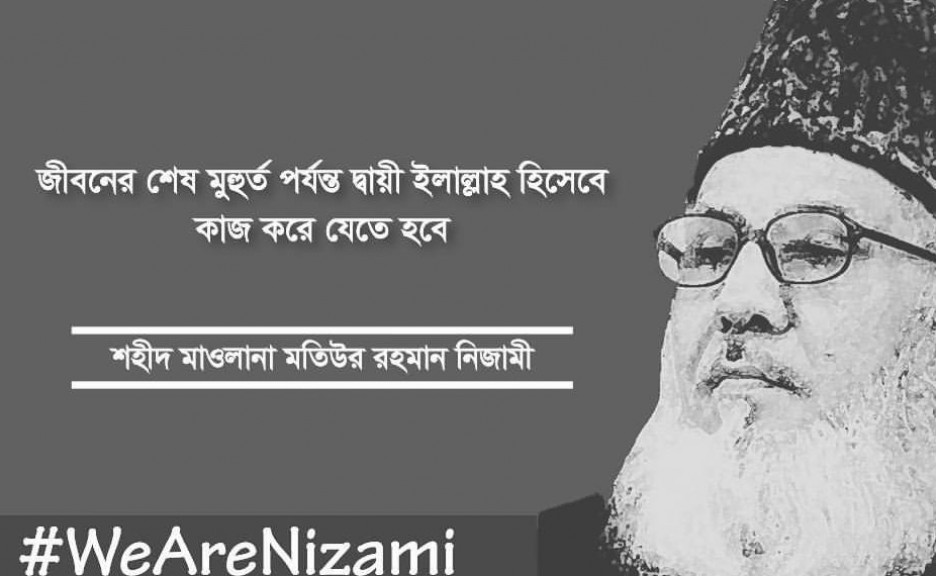 জীবনের শেষ মুহুর্ত পর্যন্ত দ্বায়ী ইলাল্লাহ হিসেবে
কাজ করে যেতে হবে
শহীদ মাওলানা মতিউর রহমান নিজামী
#WeAreNizami